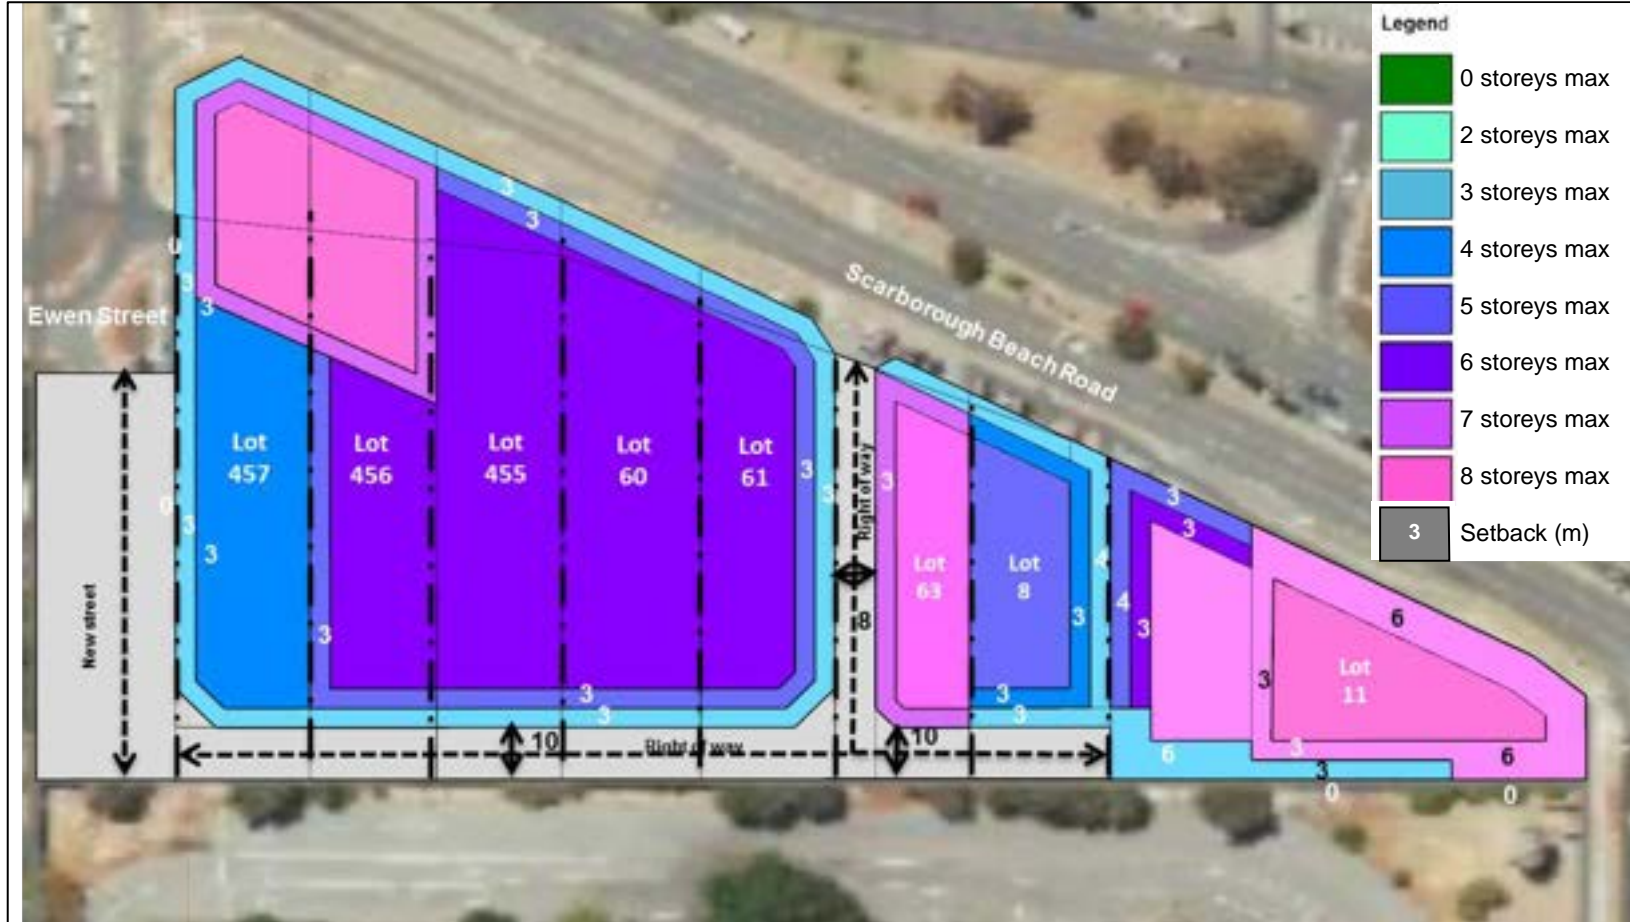 Legend
0 storeys max
2 storeys max
3 storeys max
4 storeys max
5 storeys max
6 storeys max
7 storeys max
8 storeys max
3 Setback (m)
3
3
0
3
3
Ewen Street
Scarborough Beach Road
Lot
457
Lot
456
Lot
455
Lot
60
Lot
61
3
3
Right of way
3
0
3
3
3
New street
8
Lot
63
Lot
8
3
4
3
3
4
3
3
3
6
3
Lot
11
3
3
10
Right of way
10
3
3
6
3
3
6
0
0